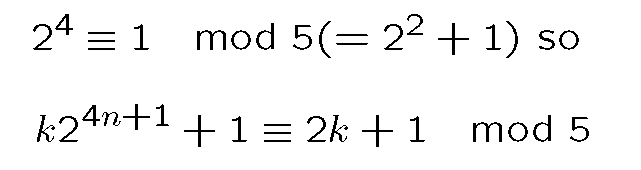 2⁴ ≡ 1 mod 5(= 2² + 1) so
k2⁴ⁿ⁺¹ + 1 ≡ 2k + 1 mod 5